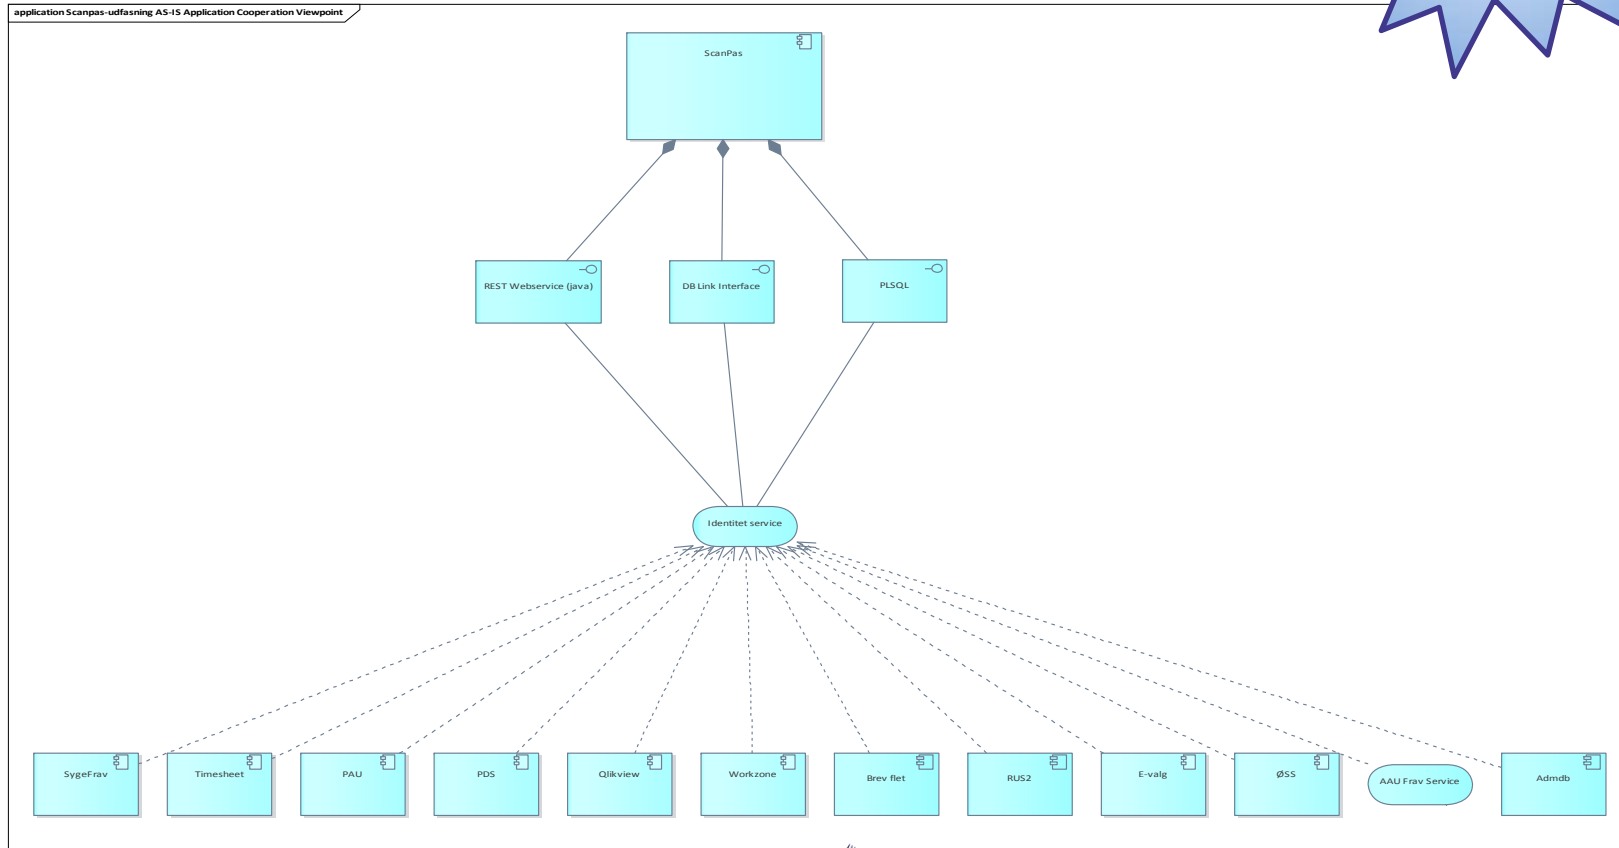 application Scanpas-udfasning AS-IS Application Cooperation Viewpoint
ScanPas
REST Webservice (java)
DB Link Interface
PLSQL
Identitet service
SygeFrav
Timesheet
PAU
PDS
Qlikview
Workzone
Brev flet
RUS2
E-valg
ØSS
AAU Frav Service
Admdb